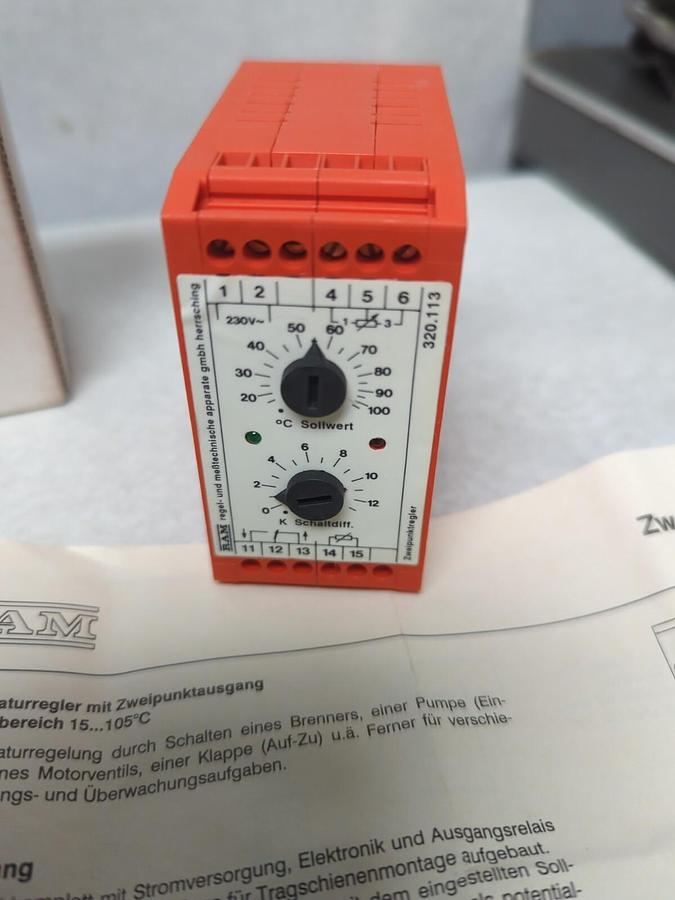 1 2 4 5 6
230V~ 1 3
320.113
50 60
40 70
30 80
20 90
100
°C Sollwert
6
4 8
2 10
0 12
K Schaltdiff.
11 12 13 14 15
RAM regel- und meßtechnische apparate gmbh herrsching
Zweipunktregler
Zw
AM
aturregler mit Zweipunktausgang
bereich 15...105°C
aturregelung durch Schalten eines Brenners, einer Pumpe (Ein-
nes Motorventils, einer Klappe (Auf-Zu) u.ä. Ferner für verschie-
ngs- und Überwachungsaufgaben.
ng
mit Stromversorgung, Elektronik und Ausgangsrelais
für Tragschienenmontage aufgebaut.
dem eingestellten Soll-
potential-